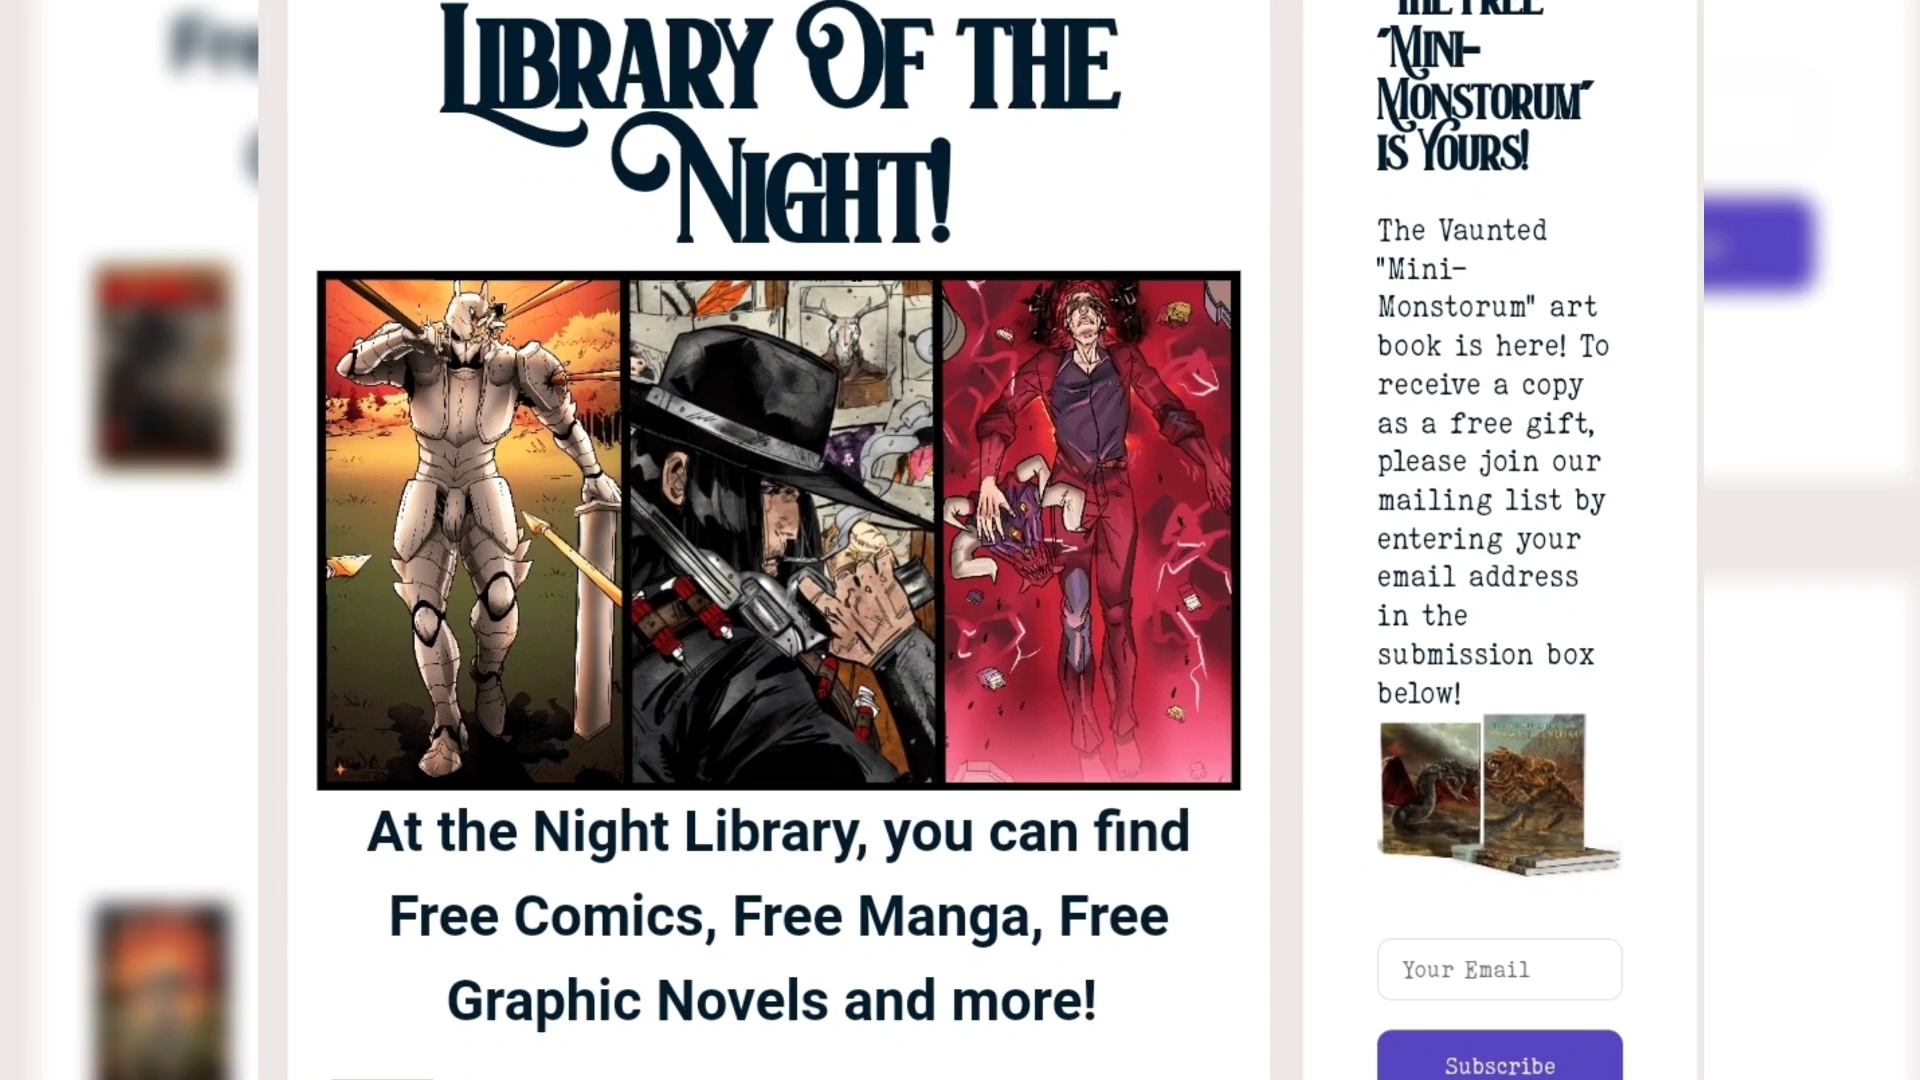 LIBRARY OF THE
NIGHT!
At the Night Library, you can find
Free Comics, Free Manga, Free
Graphic Novels and more!
THE FREE
"MINI-
MONSTORUM"
IS YOURS!
The Vaunted
"Mini-
Monstorum" art
book is here! To
receive a copy
as a free gift,
please join our
mailing list by
entering your
email address
in the
submission box
below!
Your Email
Subscribe